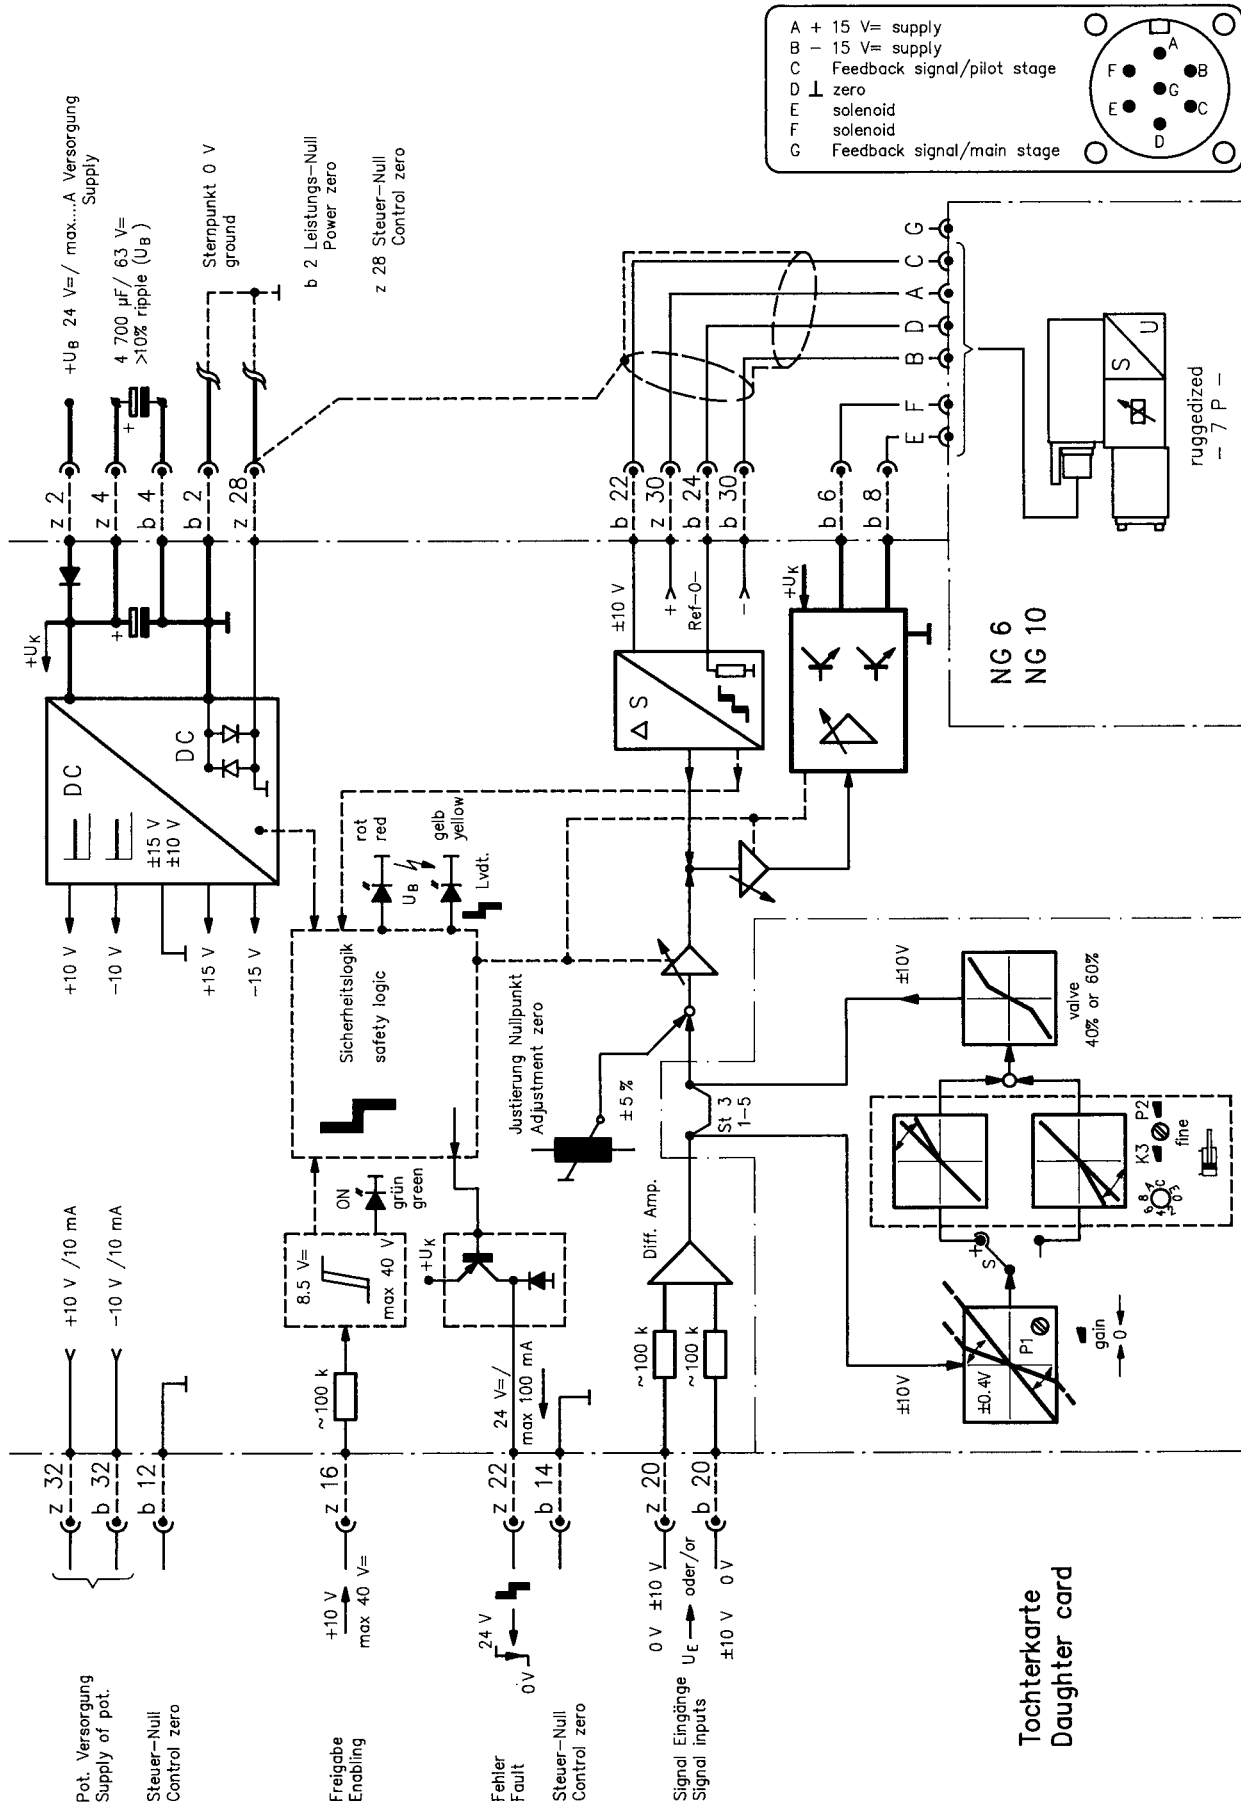 A + 15 V= supply
B − 15 V= supply
C Feedback signal/pilot stage
D ⊥ zero
E solenoid
F solenoid
G Feedback signal/main stage
A
B
C
D
E
F
G
+UB 24 V=/ max...A Versorgung
Supply
4 700 µF/ 63 V=
>10% ripple (UB)
Sternpunkt 0 V
ground
b 2 Leistungs–Null
Power zero
z 28 Steuer–Null
Control zero
z 2
z 4
b 4
b 2
z 28
+
+
+UK
DC
DC
±15 V
±10 V
+10 V
−10 V
+15 V
−15 V
Sicherheitslogik
safety logic
rot
red
UB
gelb
yellow
Lvdt.
ON
grün
green
8.5 V=
max 40 V
+UK
~100 k
24 V=/
max 100 mA
+10 V /10 mA
−10 V /10 mA
z 32
b 32
b 12
z 16
z 22
b 14
z 20
b 20
Pot. Versorgung
Supply of pot.
Steuer–Null
Control zero
Freigabe
Enabling
+10 V
max 40 V=
Fehler
Fault
24 V
0V
Steuer–Null
Control zero
Signal Eingänge
Signal inputs
0 V ±10 V
UE oder/or
±10 V 0 V
~100 k
~100 k
Diff. Amp.
Justierung Nullpunkt
Adjustment zero
±5%
St 3
1–5
Δ S
±10 V
+
Ref–0–
−
b 22
z 30
b 24
b 30
b 6
b 8
+UK
E
F
B
D
A
C
G
NG 6
NG 10
S
U
ruggedized
– 7 P –
±10V
valve
40% or 60%
K3
P2
fine
6 8 A C
4 2 0 3
S
+
±10V
±0.4V
P1
gain
0
Tochterkarte
Daughter card